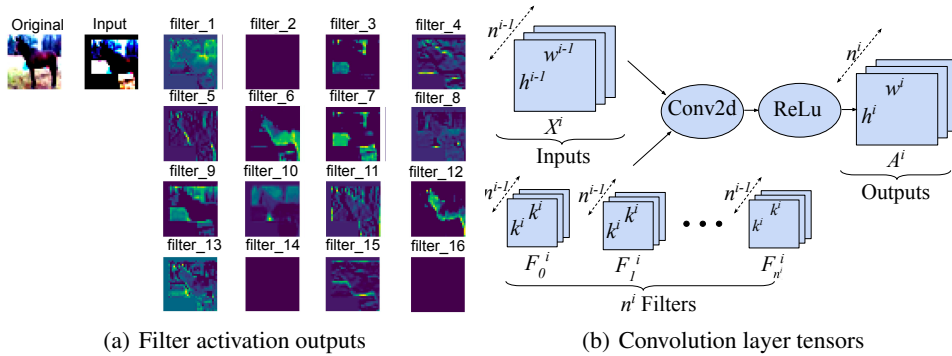 Original Input filter_1 filter_2 filter_3 filter_4
filter_5 filter_6 filter_7 filter_8
filter_9 filter_10 filter_11 filter_12
filter_13 filter_14 filter_15 filter_16
(a) Filter activation outputs
n^{i-1}
w^{i-1}
h^{i-1}
X^i
Inputs
Conv2d
ReLu
n^i
w^i
h^i
A^i
Outputs
n^{i-1} n^{i-1} n^{i-1}
k^i k^i k^i
k^i k^i k^i
F_0^i F_1^i F_{n^i}^i
n^i Filters
(b) Convolution layer tensors